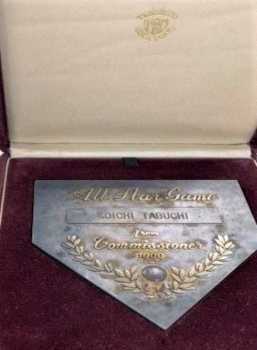 All Star Game
KOICHI TABUCHI
from
Commissioner